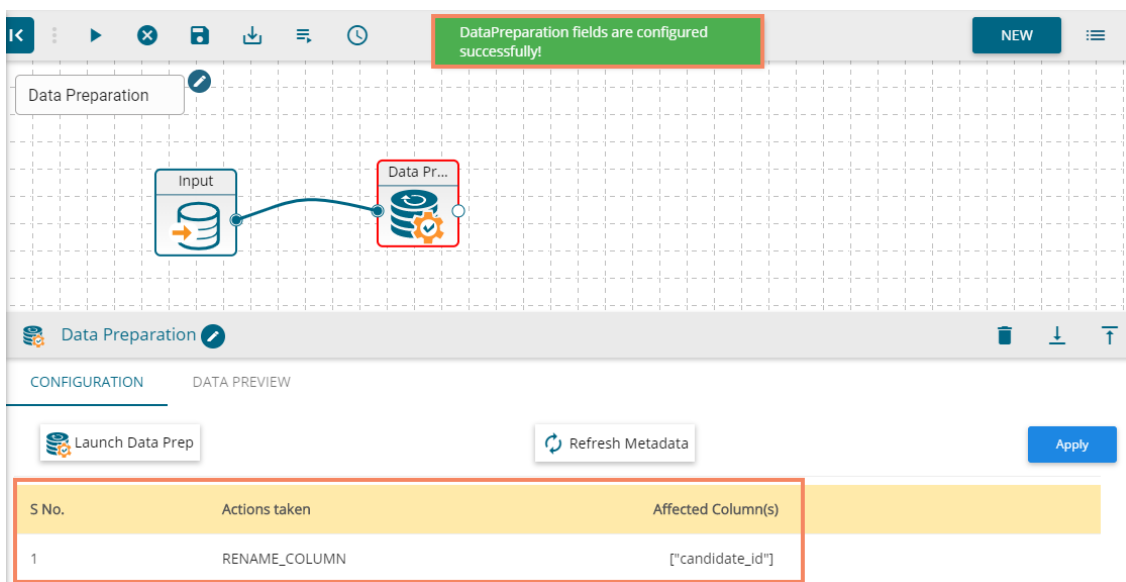 DataPreparation fields are configured
successfully!
NEW
Data Preparation
Input
Data Pr...
Data Preparation
CONFIGURATION DATA PREVIEW
Launch Data Prep Refresh Metadata Apply
S No. Actions taken Affected Column(s)
1 RENAME_COLUMN ["candidate_id"]